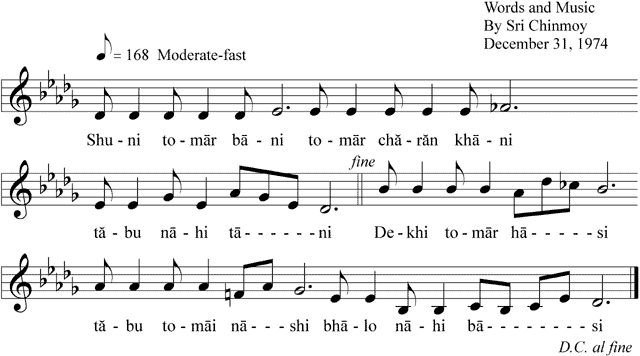 Words and Music
By Sri Chinmoy
December 31, 1974
♪ = 168 Moderate-fast
Shu - ni to - mār bā - ni to - mār chă - răn khā - ni
fine
tă - bu nā - hi tā - - - - - ni De - khi to - mār hā - - - - - si
tă - bu to - māi nā - - - shi bhā - lo nā - hi bā - - - - - - - si
D.C. al fine